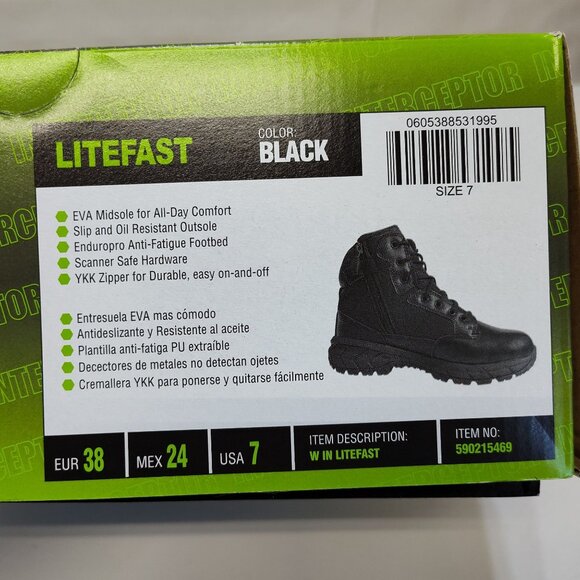 INTERCEPTOR
LITEFAST
COLOR:
BLACK
0605388531995
SIZE 7
EVA Midsole for All-Day Comfort
Slip and Oil Resistant Outsole
Enduropro Anti-Fatigue Footbed
Scanner Safe Hardware
YKK Zipper for Durable, easy on-and-off
Entresuela EVA mas cómodo
Antideslizante y Resistente al aceite
Plantilla anti-fatiga PU extraíble
Decectores de metales no detectan ojetes
Cremallera YKK para ponerse y quitarse fácilmente
EUR 38
MEX 24
USA 7
ITEM DESCRIPTION:
W IN LITEFAST
ITEM NO:
590215469